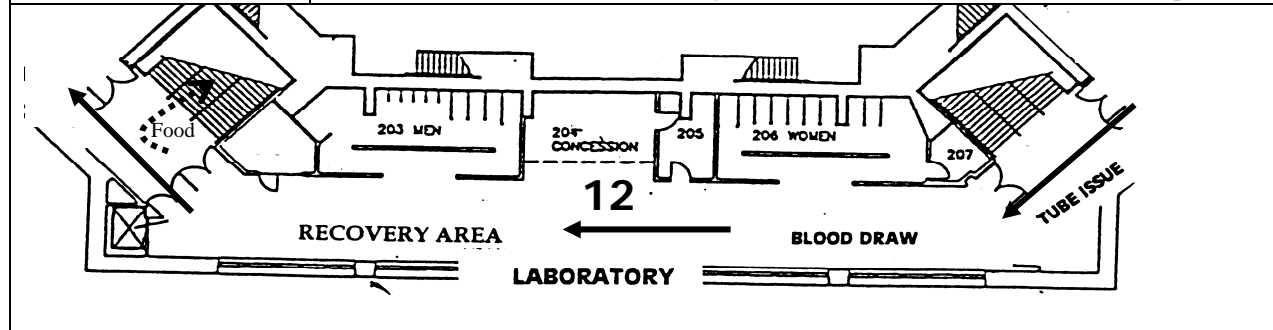 Food
203 MEN
204
CONCESSION
205
206 WOMEN
207
12
TUBE ISSUE
RECOVERY AREA
BLOOD DRAW
LABORATORY